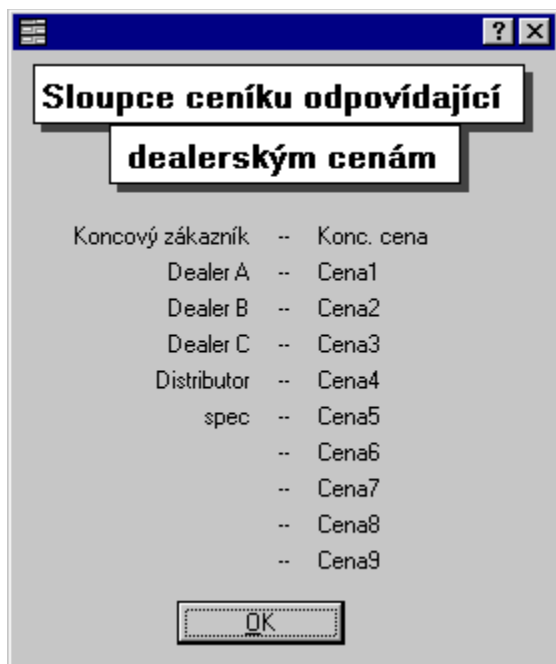 Sloupce ceníku odpovídající
dealerským cenám
Koncový zákazník -- Konc. cena
Dealer A -- Cena1
Dealer B -- Cena2
Dealer C -- Cena3
Distributor -- Cena4
spec -- Cena5
-- Cena6
-- Cena7
-- Cena8
-- Cena9
OK